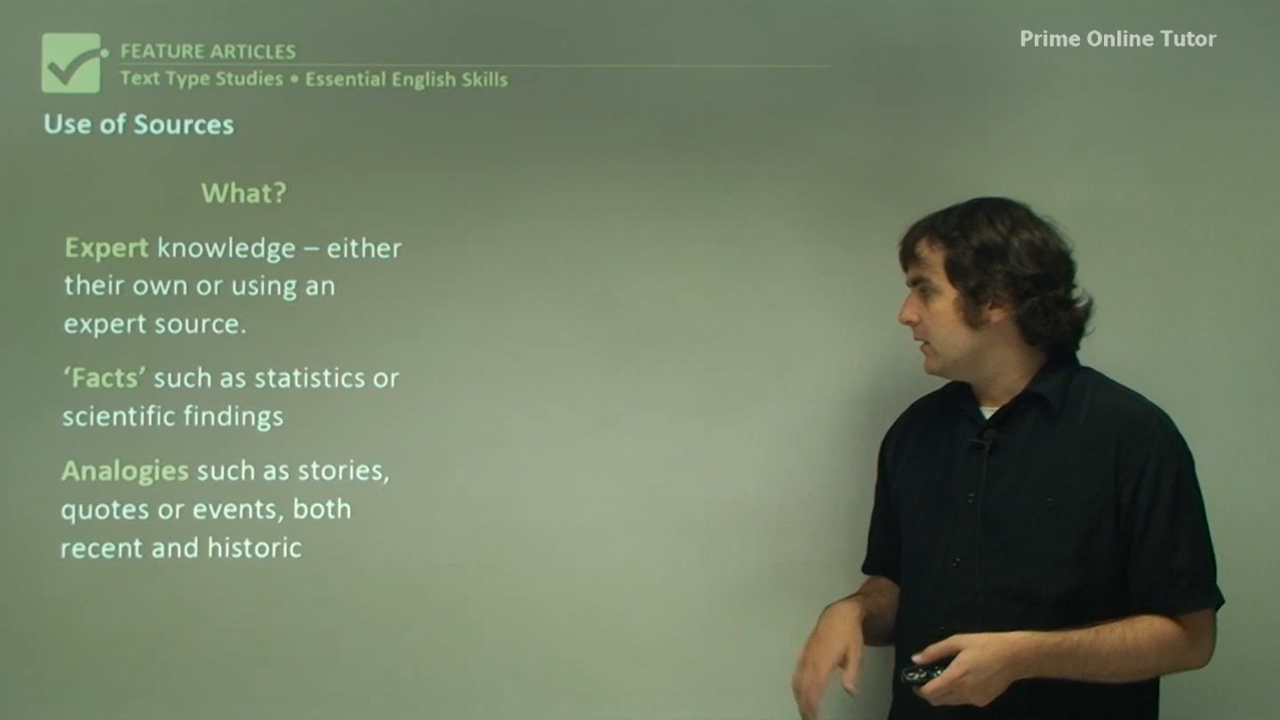 FEATURE ARTICLES
Text Type Studies • Essential English Skills
Prime Online Tutor
Use of Sources
What?
Expert knowledge – either
their own or using an
expert source.
‘Facts’ such as statistics or
scientific findings
Analogies such as stories,
quotes or events, both
recent and historic